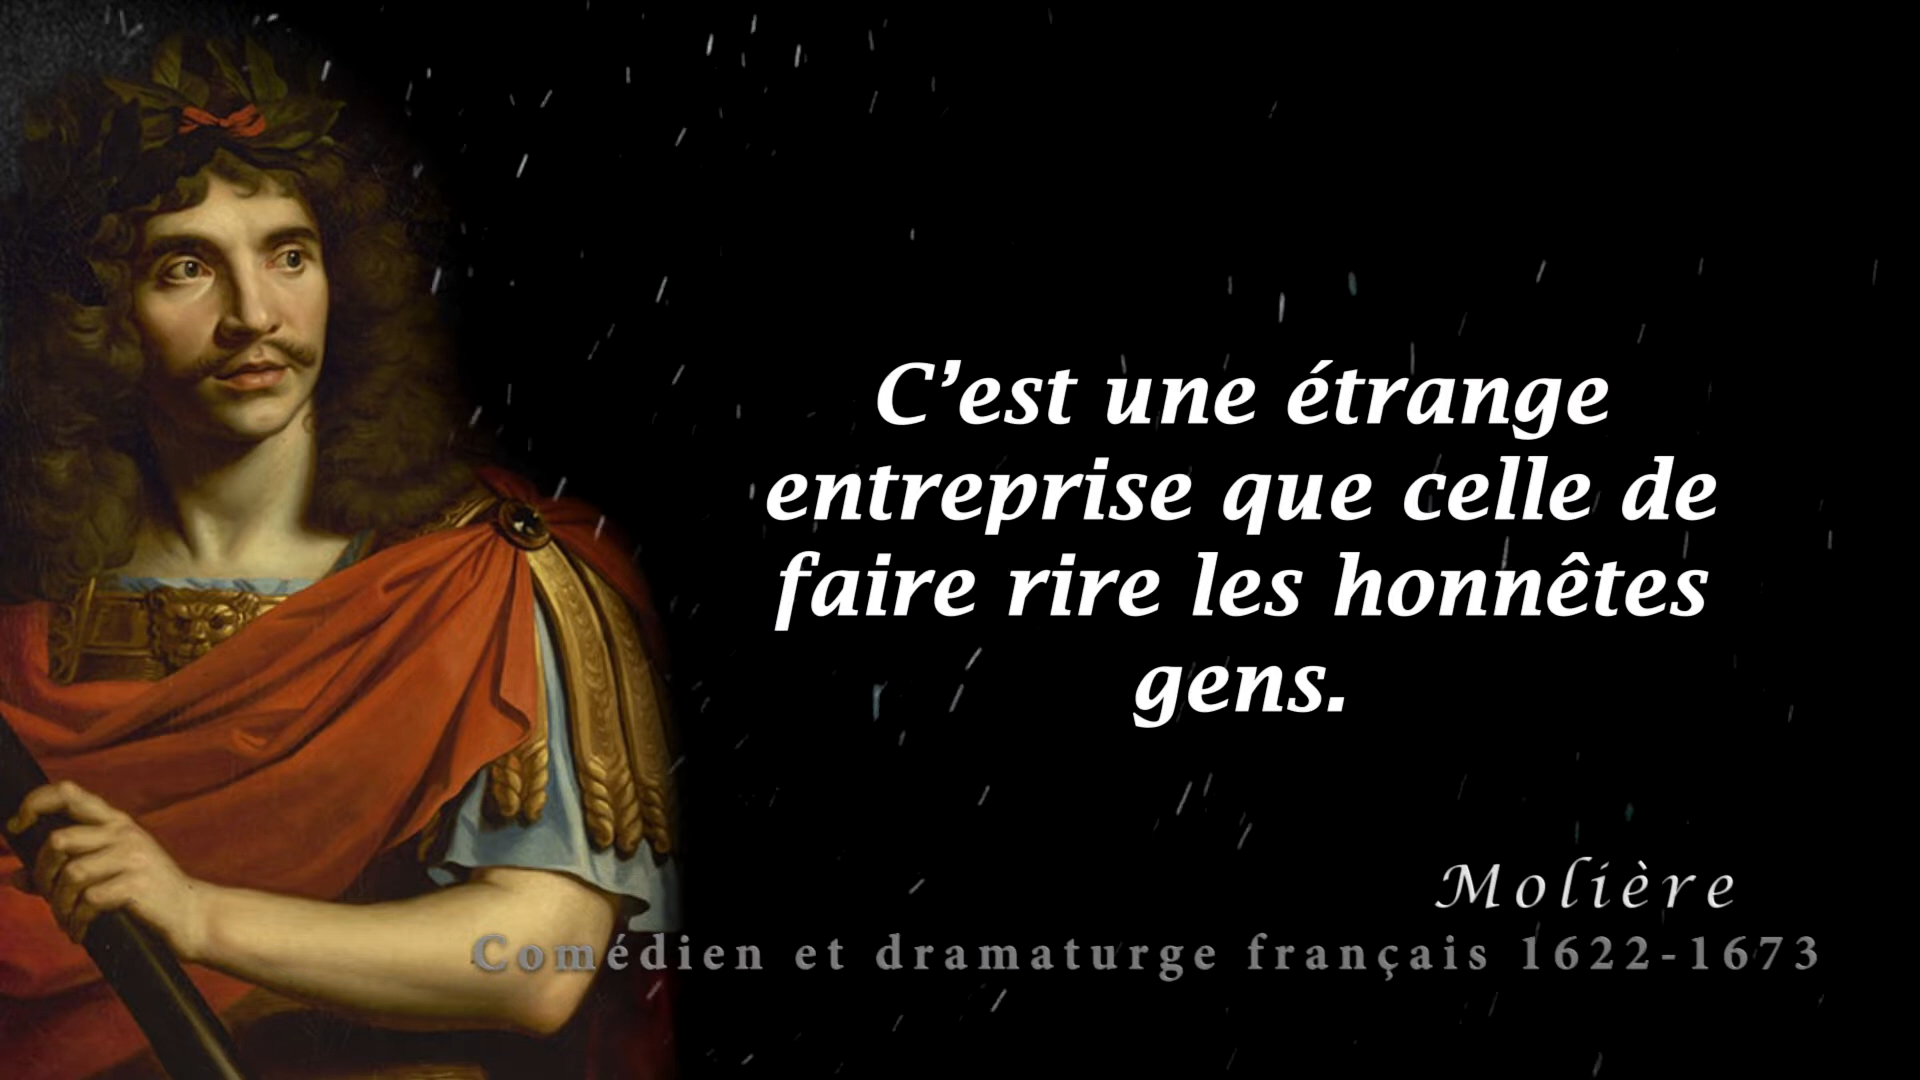 C’est une étrange
entreprise que celle de
faire rire les honnêtes
gens.
Molière
Comédien et dramaturge français 1622-1673